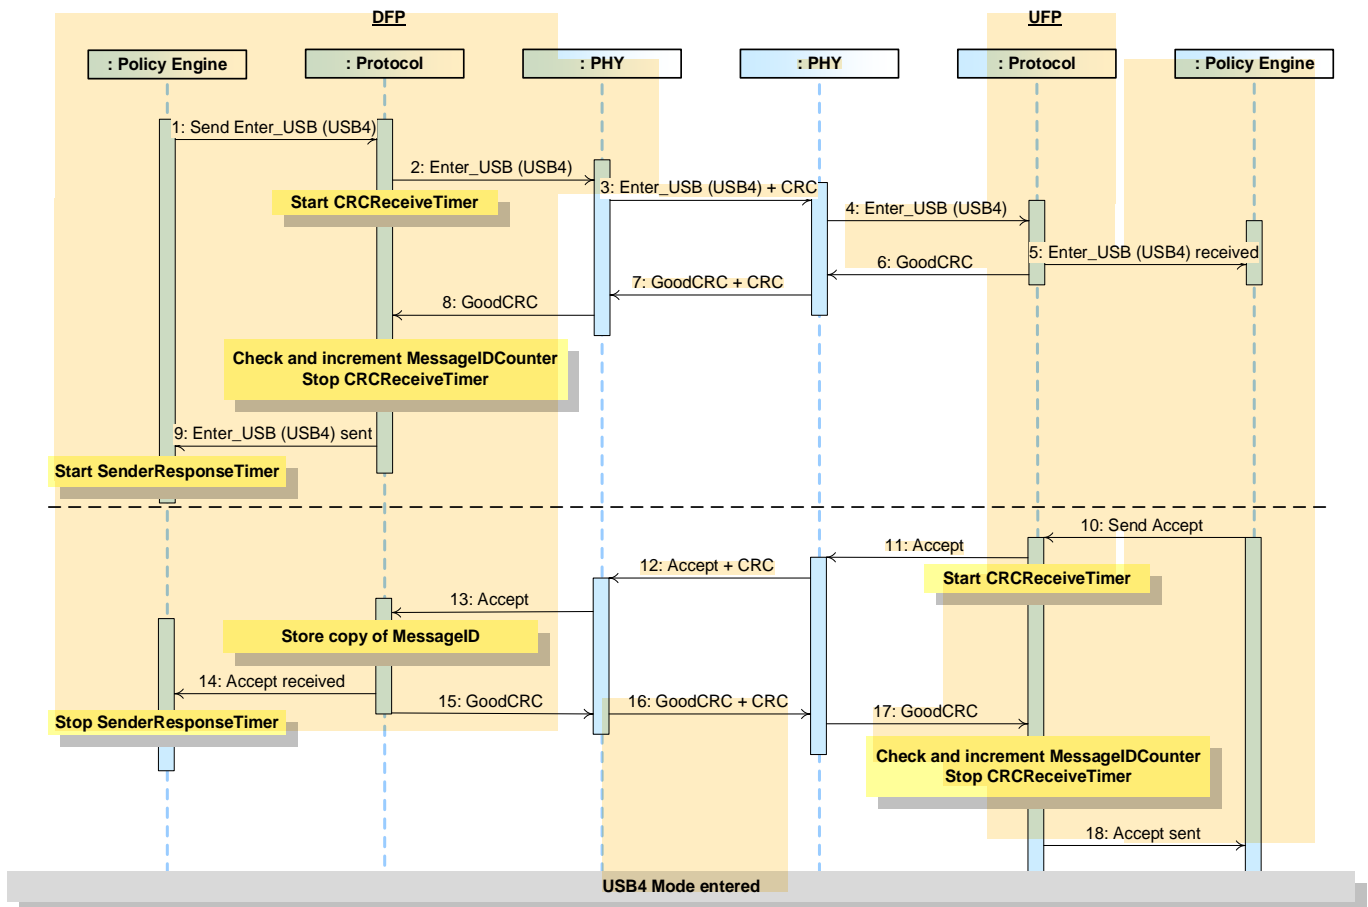 DFP
UFP
: Policy Engine
: Protocol
: PHY
: PHY
: Protocol
: Policy Engine
1: Send Enter_USB (USB4)
2: Enter_USB (USB4)
3: Enter_USB (USB4) + CRC
Start CRCReceiveTimer
4: Enter_USB (USB4)
5: Enter_USB (USB4) received
6: GoodCRC
7: GoodCRC + CRC
8: GoodCRC
Check and increment MessageIDCounter
Stop CRCReceiveTimer
9: Enter_USB (USB4) sent
Start SenderResponseTimer
10: Send Accept
11: Accept
12: Accept + CRC
Start CRCReceiveTimer
13: Accept
Store copy of MessageID
14: Accept received
15: GoodCRC
16: GoodCRC + CRC
17: GoodCRC
Stop SenderResponseTimer
Check and increment MessageIDCounter
Stop CRCReceiveTimer
18: Accept sent
USB4 Mode entered